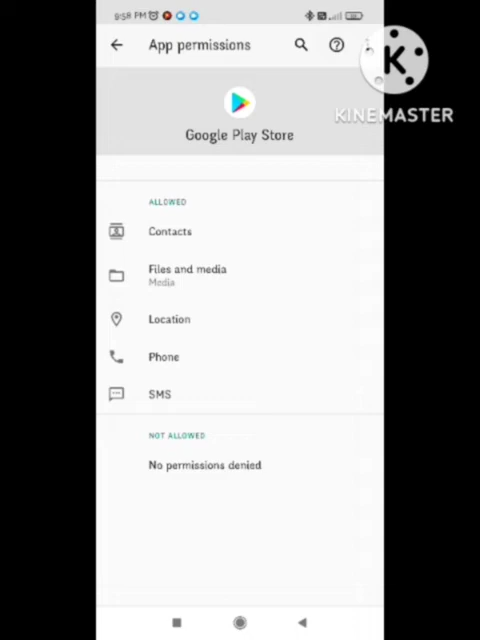 9:58 PM
App permissions
KINEMASTER
Google Play Store
ALLOWED
Contacts
Files and media
Media
Location
Phone
SMS
NOT ALLOWED
No permissions denied